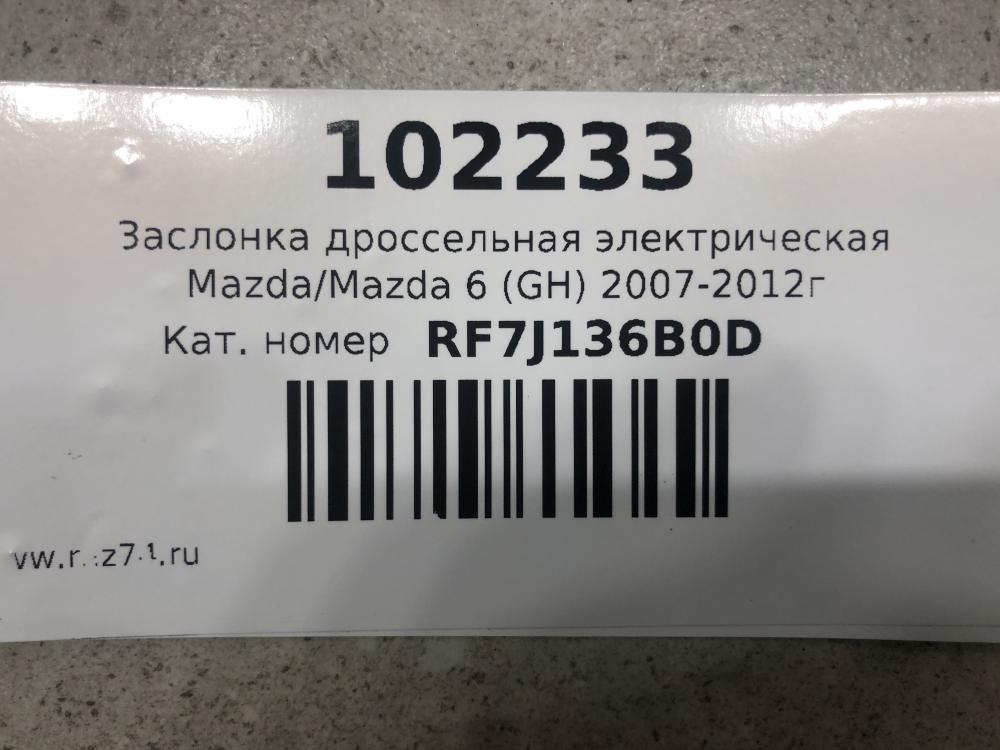 102233
Заслонка дроссельная электрическая
Mazda/Mazda 6 (GH) 2007-2012г
Кат. номер RF7J136B0D